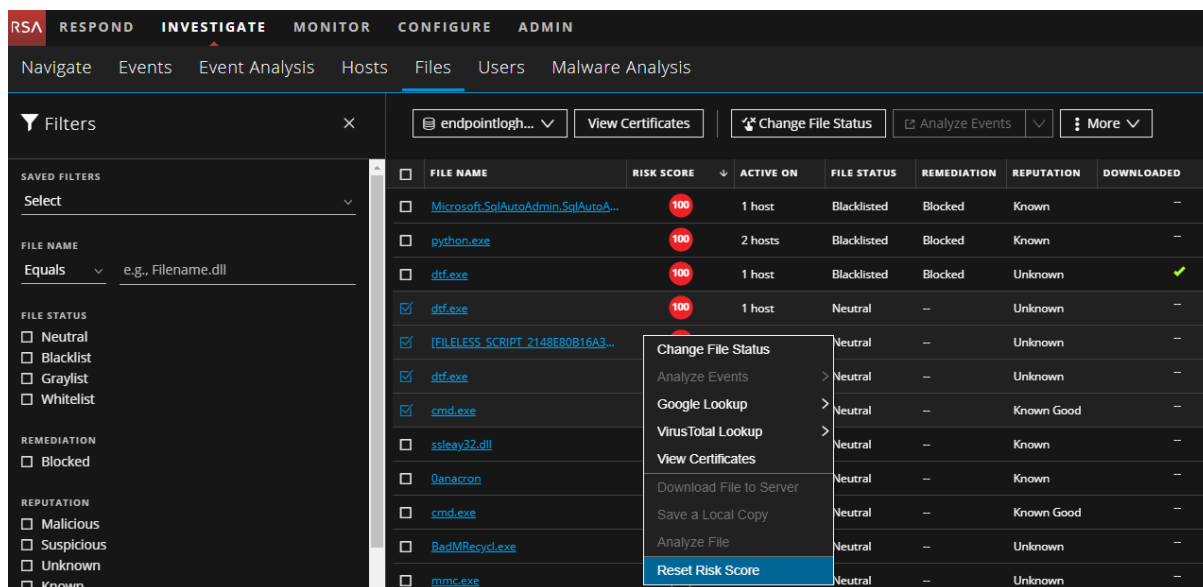 RSA RESPOND INVESTIGATE MONITOR CONFIGURE ADMIN
Navigate Events Event Analysis Hosts Files Users Malware Analysis
Filters
endpointlogh... View Certificates Change File Status Analyze Events More
SAVED FILTERS
Select
FILE NAME
Equals e.g., Filename.dll
FILE STATUS
Neutral
Blacklist
Graylist
Whitelist
REMEDIATION
Blocked
REPUTATION
Malicious
Suspicious
Unknown
Known
FILE NAME RISK SCORE ACTIVE ON FILE STATUS REMEDIATION REPUTATION DOWNLOADED
Microsoft.SqlAutoAdmin.SqlAutoA... 100 1 host Blacklisted Blocked Known --
python.exe 100 2 hosts Blacklisted Blocked Known --
dtf.exe 100 1 host Blacklisted Blocked Unknown
dtf.exe 100 1 host Neutral -- Unknown --
[FILELESS_SCRIPT_2148E80B16A3... Neutral -- Unknown --
dtf.exe Neutral -- Unknown --
cmd.exe Neutral -- Known Good --
ssleay32.dll Neutral -- Known --
0anacron Neutral -- Known --
cmd.exe Neutral -- Known Good --
BadMRecycl.exe Neutral -- Unknown --
mmc.exe Neutral -- Unknown --
Change File Status
Analyze Events
Google Lookup
VirusTotal Lookup
View Certificates
Download File to Server
Save a Local Copy
Analyze File
Reset Risk Score